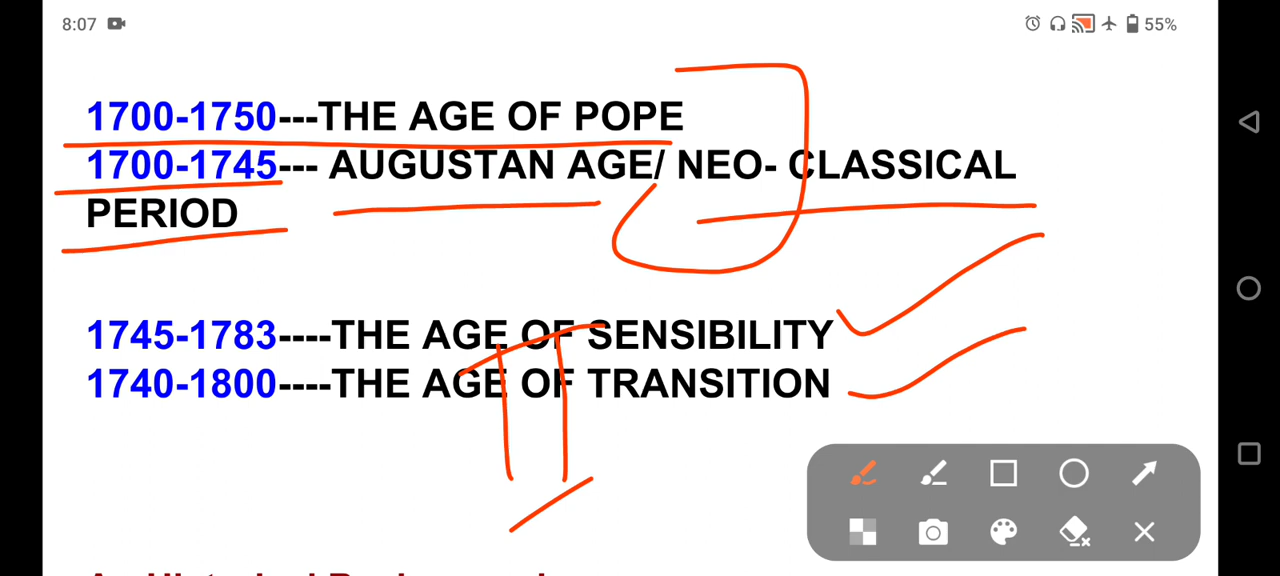 8:07
55%
1700-1750---THE AGE OF POPE
1700-1745--- AUGUSTAN AGE/ NEO- CLASSICAL
PERIOD
1745-1783----THE AGE OF SENSIBILITY
1740-1800----THE AGE OF TRANSITION